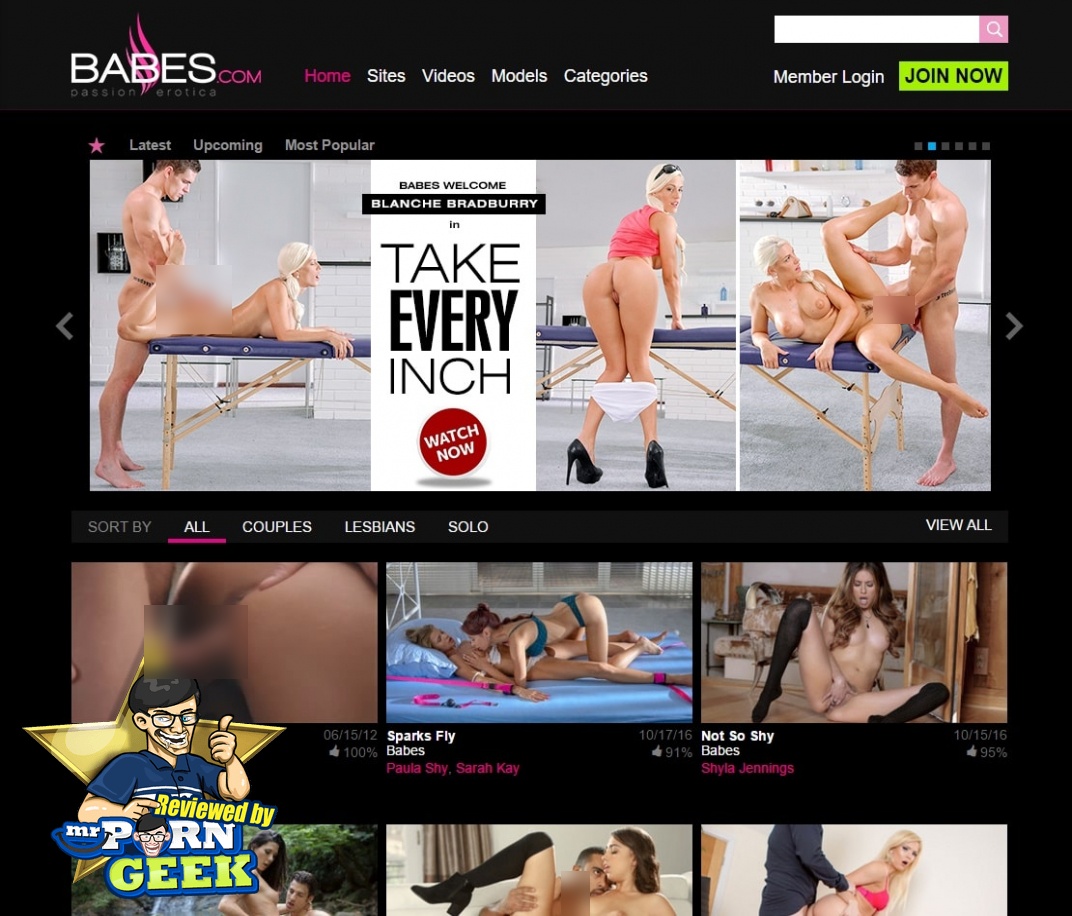 BABES.COM
passion erotica
Home Sites Videos Models Categories
Member Login JOIN NOW
Latest Upcoming Most Popular
BABES WELCOME
BLANCHE BRADBURRY
in
TAKE
EVERY
INCH
WATCH
NOW
SORT BY ALL COUPLES LESBIANS SOLO VIEW ALL
06/15/12
100%
Sparks Fly 10/17/16
Babes 91%
Paula Shy, Sarah Kay
Not So Shy 10/15/16
Babes 95%
Shyla Jennings
Reviewed by
mr PORN
GEEK